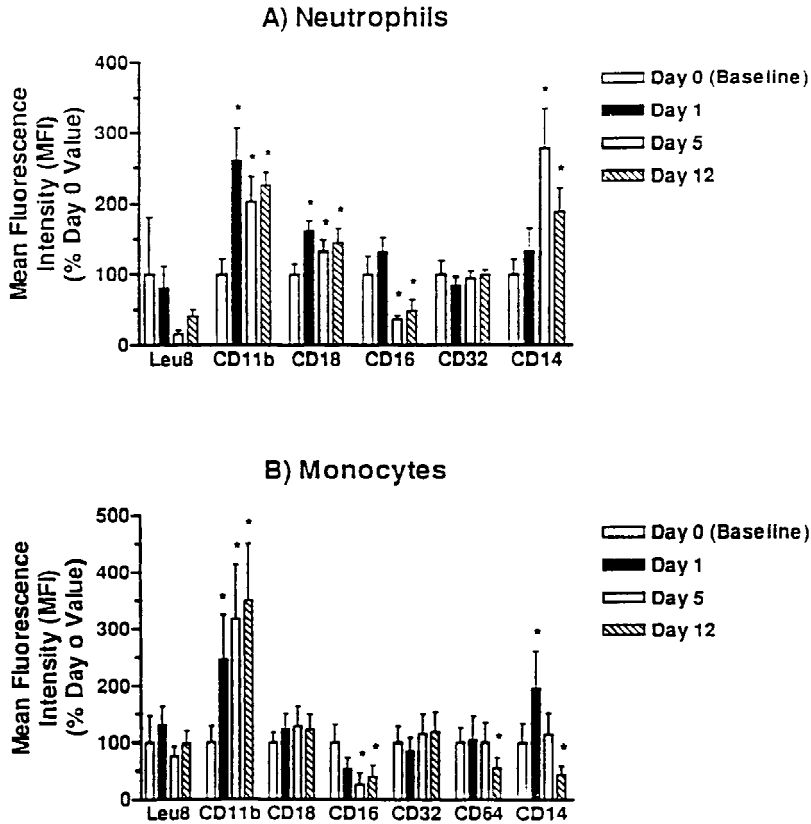 A) Neutrophils
Mean Fluorescence
Intensity (MFI)
(% Day 0 Value)
400
300
200
100
0
* * * * * * * * * *
Leu8 CD11b CD18 CD16 CD32 CD14
Day 0 (Baseline)
Day 1
Day 5
Day 12
B) Monocytes
Mean Fluorescence
Intensity (MFI)
(% Day o Value)
500
400
300
200
100
0
* * * * * * * *
Leu8 CD11b CD18 CD16 CD32 CD64 CD14
Day 0 (Baseline)
Day 1
Day 5
Day 12